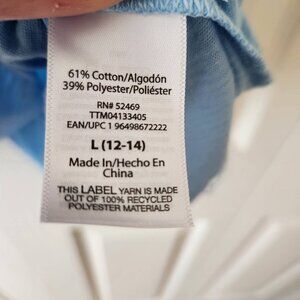 61% Cotton/Algodón
39% Polyester/Poliéster
RN# 52469
TTM04133405
EAN/UPC 1 96498672222
L (12-14)
Made In/Hecho En
China
THIS LABEL YARN IS MADE
OUT OF 100% RECYCLED
POLYESTER MATERIALS